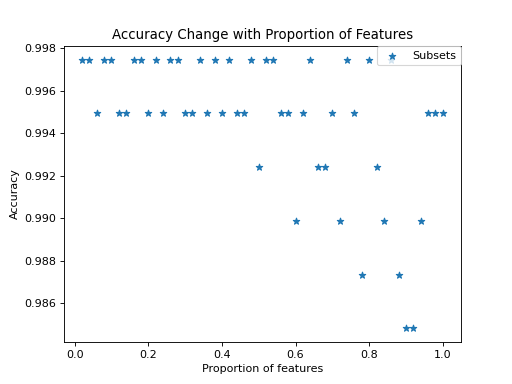 Accuracy Change with Proportion of Features
Subsets
0.998
0.996
0.994
0.992
0.990
0.988
0.986
Accuracy
0.0 0.2 0.4 0.6 0.8 1.0
Proportion of features